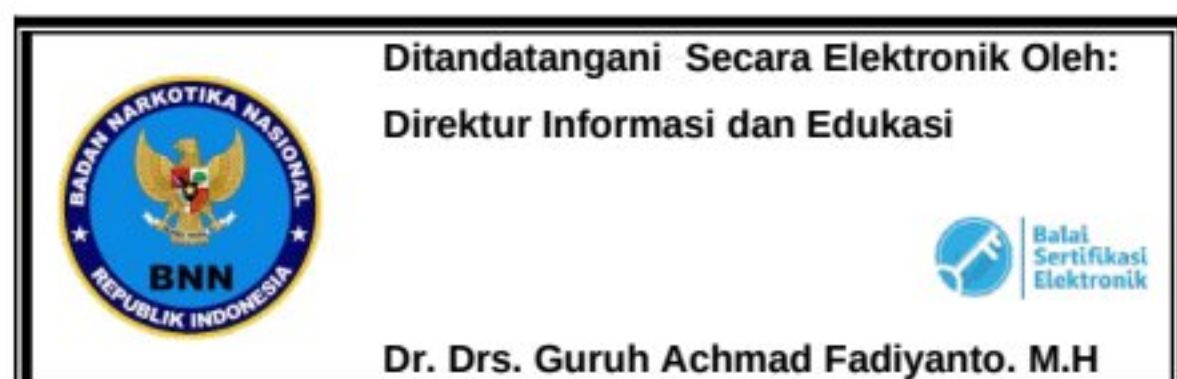 Ditandatangani Secara Elektronik Oleh:
Direktur Informasi dan Edukasi
BADAN NARKOTIKA NASIONAL
BNN
REPUBLIK INDONESIA
Balai
Sertifikasi
Elektronik
Dr. Drs. Guruh Achmad Fadiyanto. M.H